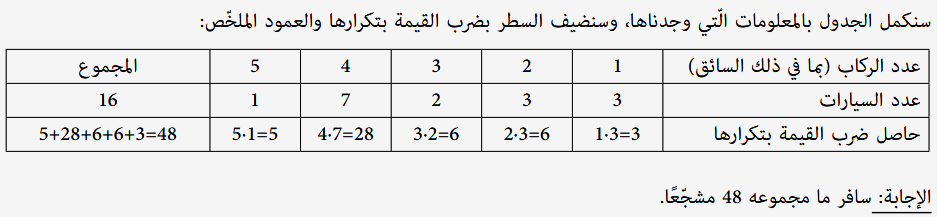 سنكمل الجدول بالمعلومات الّتي وجدناها، وسنضيف السطر بضرب القيمة بتكرارها والعمود الملخّص:
عدد الركاب (بما في ذلك السائق) 1 2 3 4 5 المجموع
عدد السيارات 3 3 2 7 1 16
حاصل ضرب القيمة بتكرارها 1·3=3 2·3=6 3·2=6 4·7=28 5·1=5 5+28+6+6+3=48
الإجابة: سافر ما مجموعه 48 مشجّعًا.